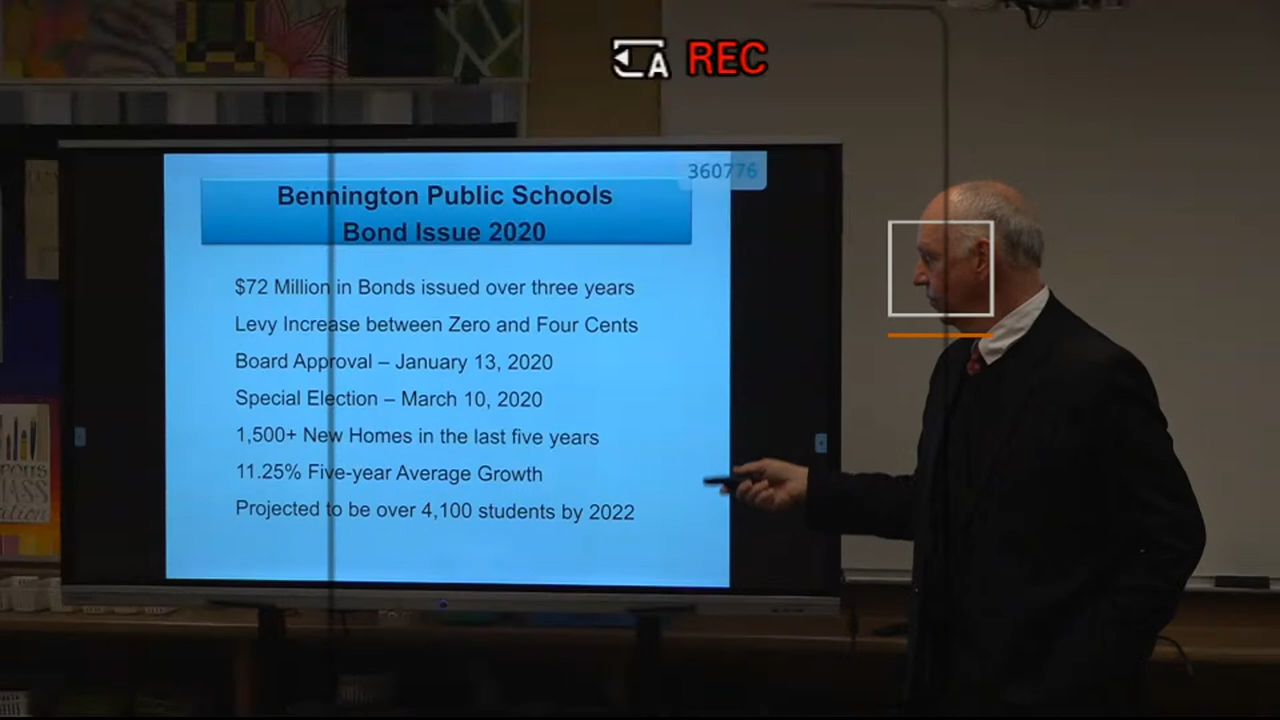 A REC
360776
Bennington Public Schools
Bond Issue 2020
$72 Million in Bonds issued over three years
Levy Increase between Zero and Four Cents
Board Approval – January 13, 2020
Special Election – March 10, 2020
1,500+ New Homes in the last five years
11.25% Five-year Average Growth
Projected to be over 4,100 students by 2022